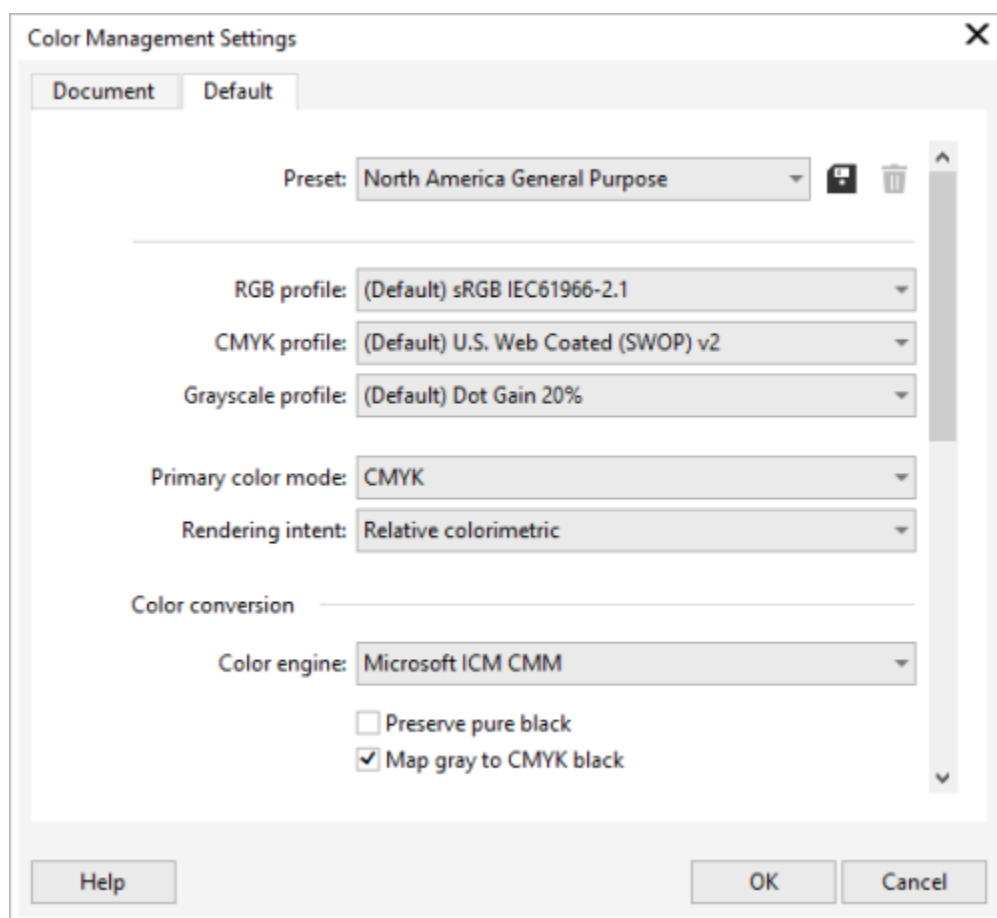 Color Management Settings
Document Default
Preset: North America General Purpose
RGB profile: (Default) sRGB IEC61966-2.1
CMYK profile: (Default) U.S. Web Coated (SWOP) v2
Grayscale profile: (Default) Dot Gain 20%
Primary color mode: CMYK
Rendering intent: Relative colorimetric
Color conversion
Color engine: Microsoft ICM CMM
Preserve pure black
Map gray to CMYK black
Help OK Cancel